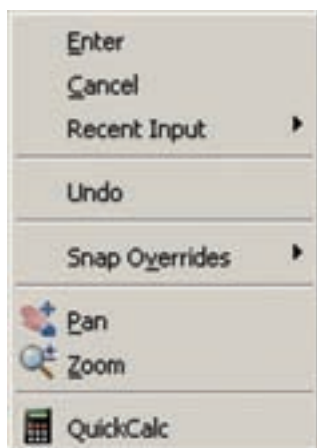 Enter
Cancel
Recent Input
Undo
Snap Overrides
Pan
Zoom
QuickCalc